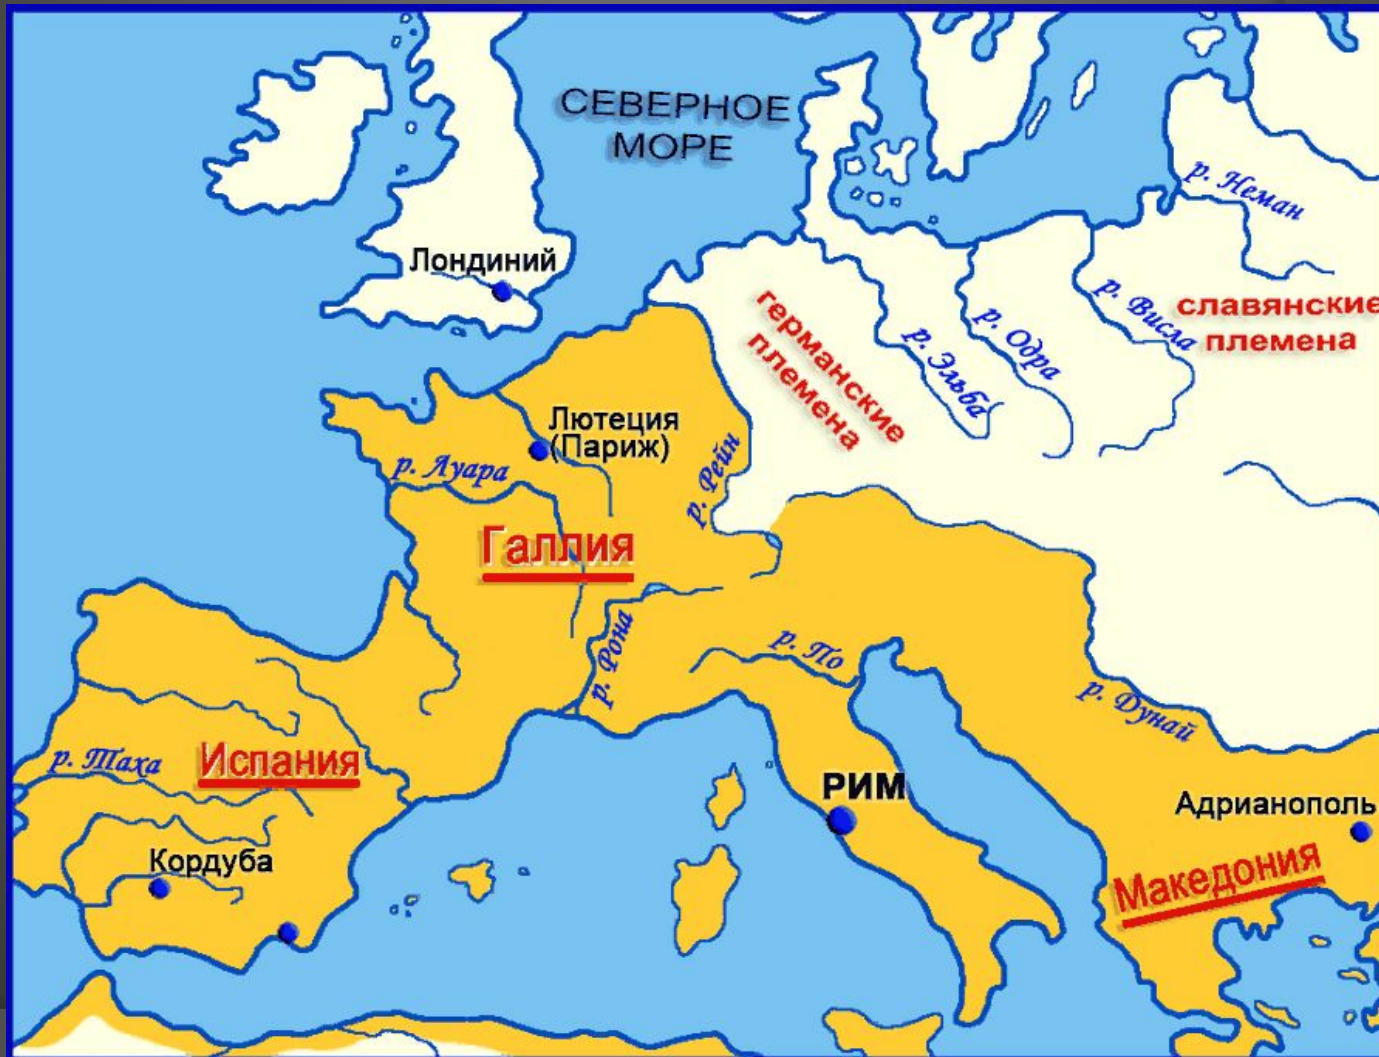 СЕВЕРНОЕ
МОРЕ
р. Неман
Лондиний
германские
племена
р. Висла
славянские
племена
р. Одра
р. Эльба
Лютеция
(Париж)
р. Луара
р. Рейн
Галлия
р. Рона
р. По
р. Дунай
р. Таха
Испания
РИМ
Адрианополь
Кордуба
Македония